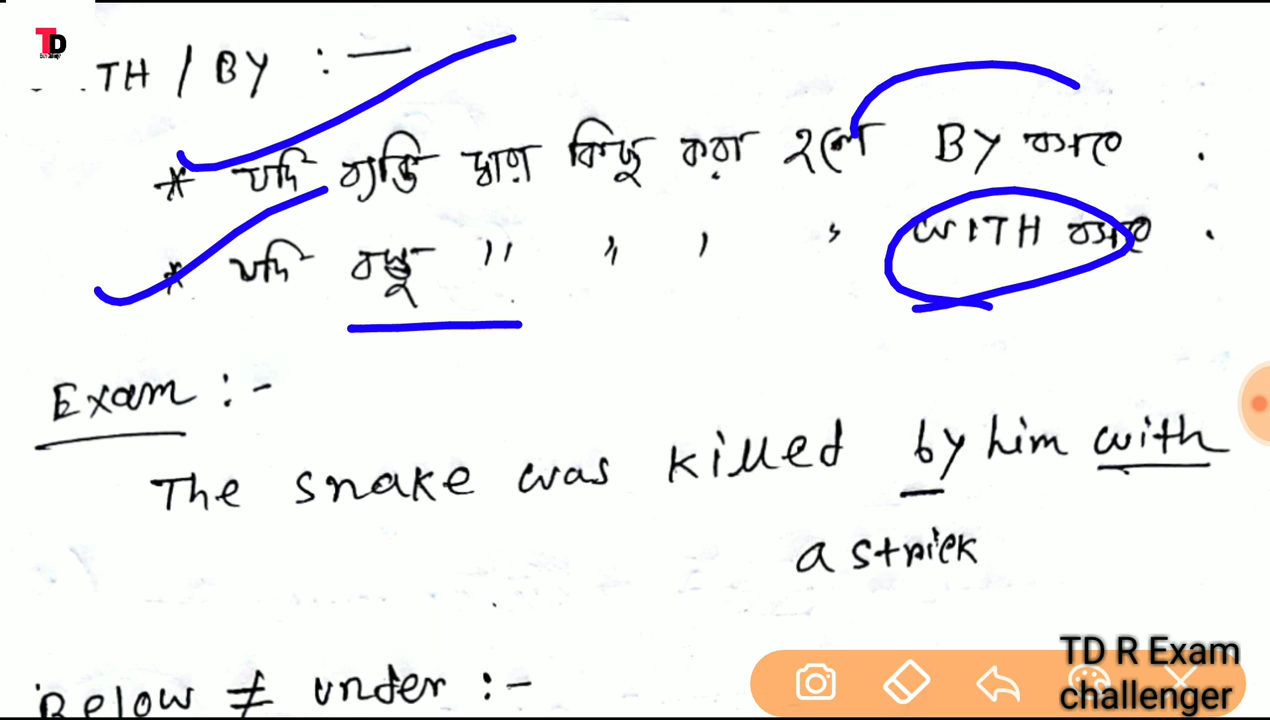 TD
TH / BY : —
* যদি ব্যক্তি দ্বারা কিছু করা হলে BY বসবে .
* যদি বস্তু " " " " WITH বসবে .
Exam :-
The snake was killed by him with
a strick
Below ≠ under :-
TD R Exam
challenger